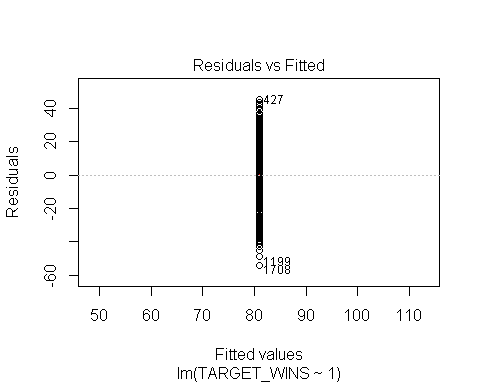 Residuals vs Fitted
Residuals
40
20
0
-20
-60
427
1199
1708
50 60 70 80 90 100 110
Fitted values
lm(TARGET_WINS ~ 1)